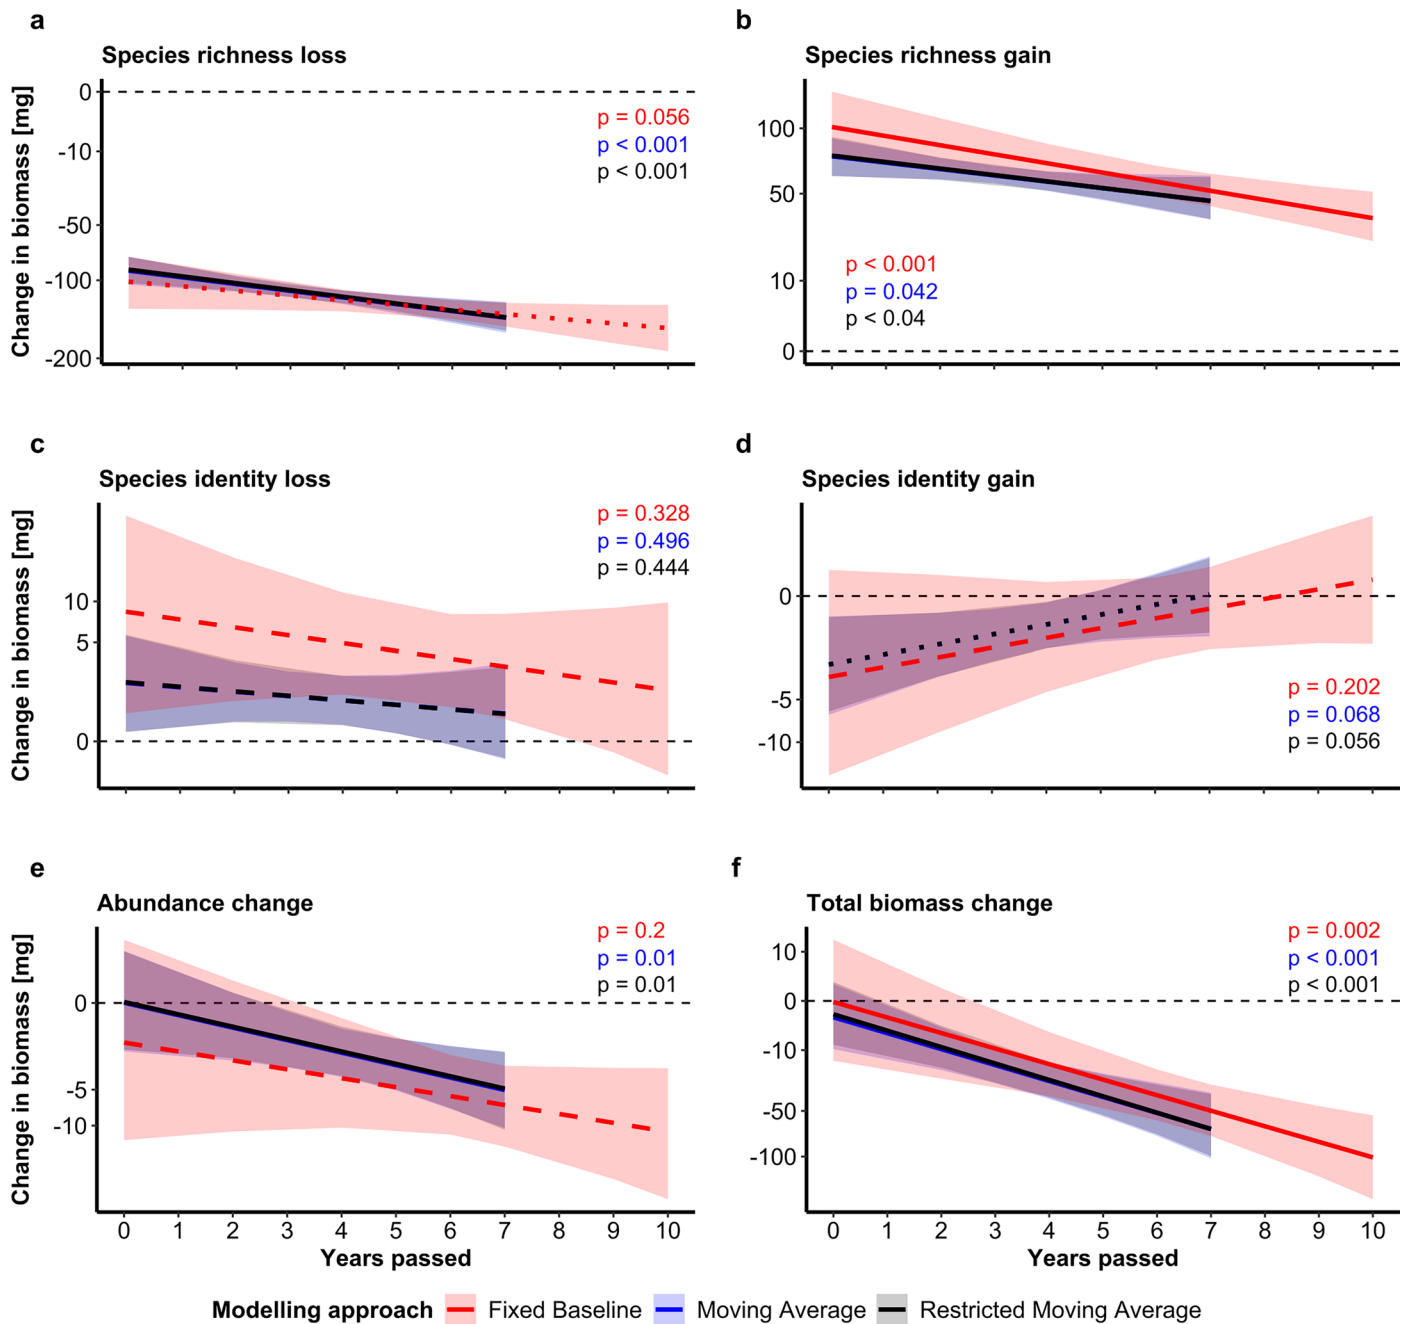 a
Species richness loss
Change in biomass [mg]
0
-10
-50
-100
-200
p = 0.056
p < 0.001
p < 0.001
b
Species richness gain
100
50
10
0
p < 0.001
p = 0.042
p < 0.04
c
Species identity loss
Change in biomass [mg]
10
5
0
p = 0.328
p = 0.496
p = 0.444
d
Species identity gain
0
-5
-10
p = 0.202
p = 0.068
p = 0.056
e
Abundance change
Change in biomass [mg]
0
-5
-10
p = 0.2
p = 0.01
p = 0.01
0 1 2 3 4 5 6 7 8 9 10
Years passed
f
Total biomass change
10
0
-10
-50
-100
p = 0.002
p < 0.001
p < 0.001
0 1 2 3 4 5 6 7 8 9 10
Years passed
Modelling approach Fixed Baseline Moving Average Restricted Moving Average